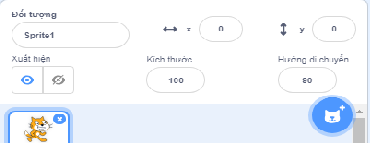 Đối tượng
Sprite1
x 0
y 0
Xuất hiện
Kích thước
100
Hướng di chuyển
90